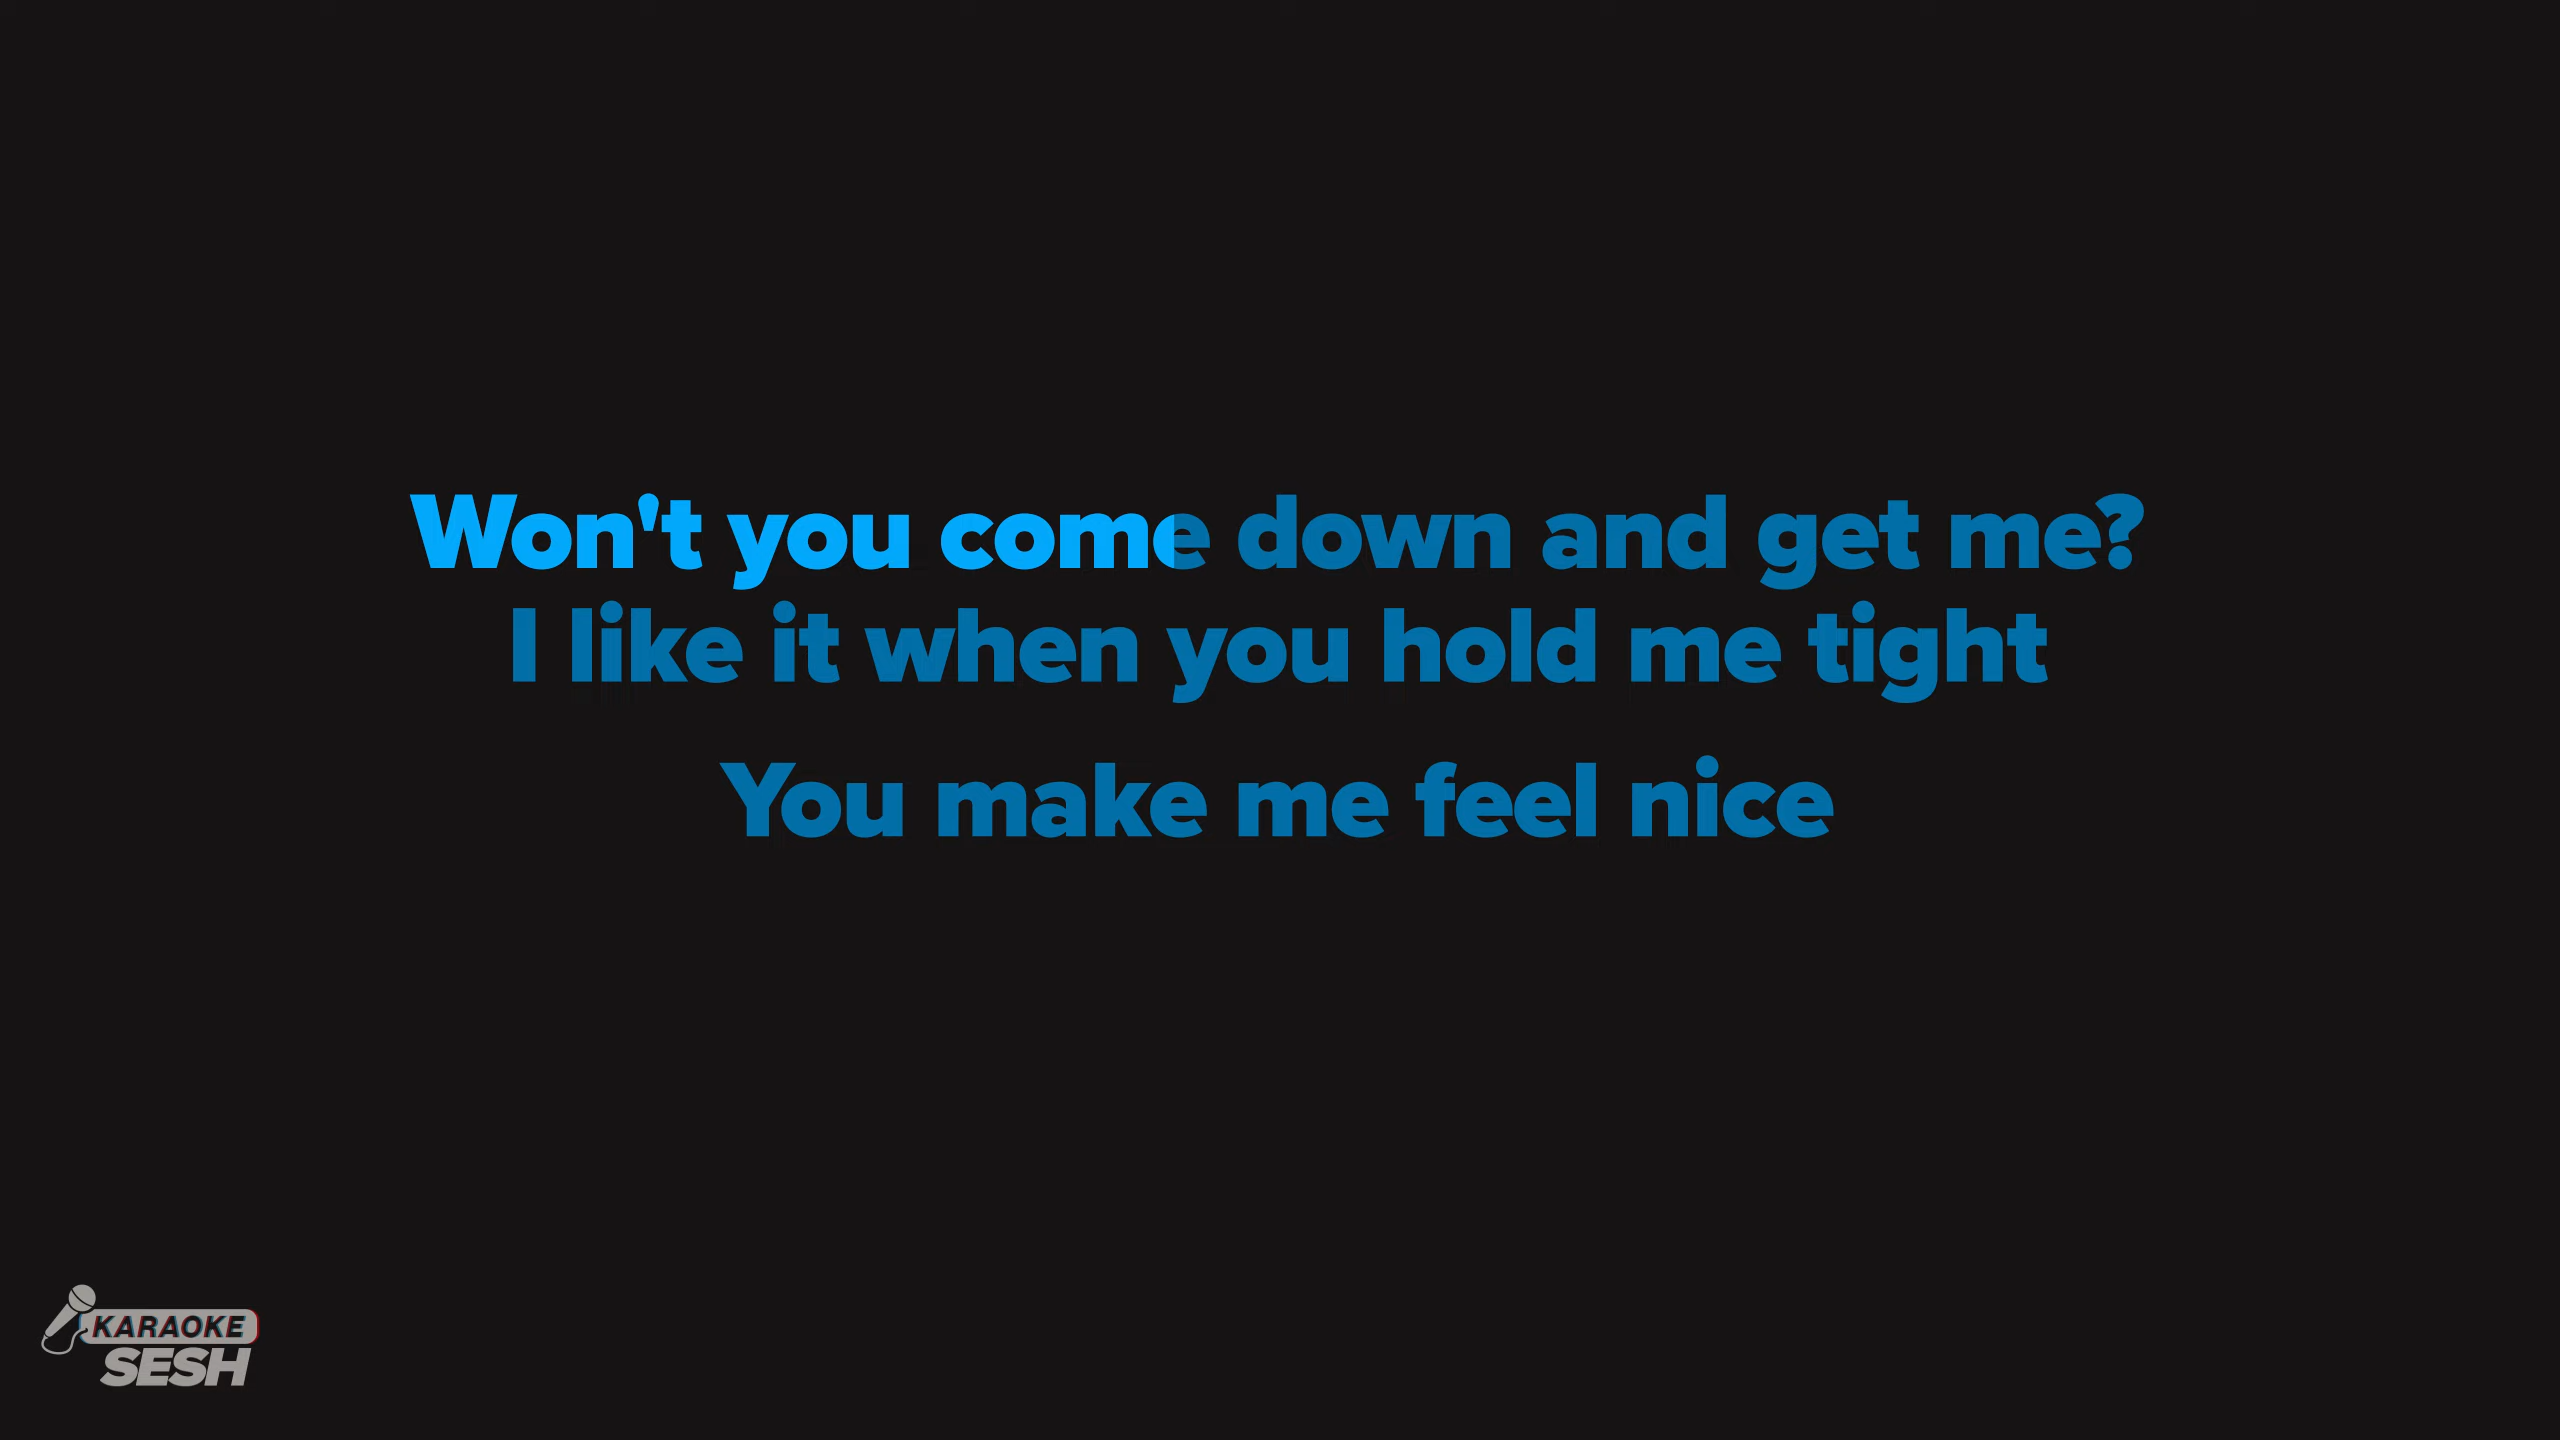 Won't you come down and get me?
I like it when you hold me tight
You make me feel nice
KARAOKE
SESH